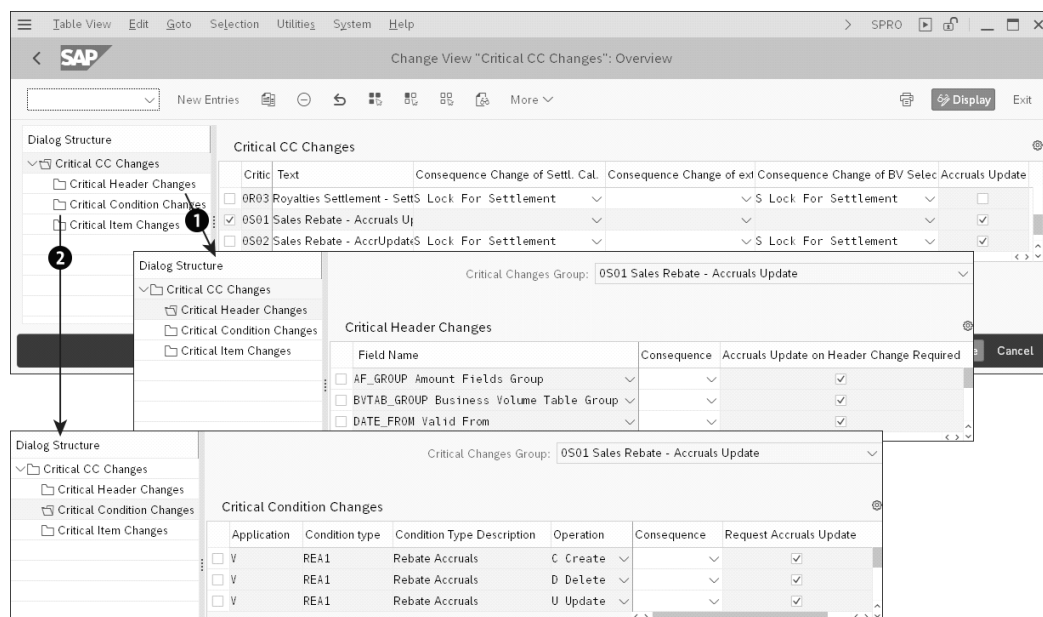 Table View Edit Goto Selection Utilities System Help > SPRO
SAP Change View "Critical CC Changes": Overview
New Entries More Display Exit
Dialog Structure
Critical CC Changes
Critical Header Changes
Critical Condition Changes
Critical Item Changes
Critical CC Changes
Critic Text Consequence Change of Settl. Cal. Consequence Change of ext Consequence Change of BV Selec Accruals Update
0R03 Royalties Settlement - Sett S Lock For Settlement S Lock For Settlement
0S01 Sales Rebate - Accruals Up
0S02 Sales Rebate - AccrUpdate S Lock For Settlement S Lock For Settlement
1
2
Cancel
Dialog Structure
Critical CC Changes
Critical Header Changes
Critical Condition Changes
Critical Item Changes
Critical Changes Group: 0S01 Sales Rebate - Accruals Update
Critical Header Changes
Field Name Consequence Accruals Update on Header Change Required
AF_GROUP Amount Fields Group
BVTAB_GROUP Business Volume Table Group
DATE_FROM Valid From
Dialog Structure
Critical CC Changes
Critical Header Changes
Critical Condition Changes
Critical Item Changes
Critical Changes Group: 0S01 Sales Rebate - Accruals Update
Critical Condition Changes
Application Condition type Condition Type Description Operation Consequence Request Accruals Update
V REA1 Rebate Accruals C Create
V REA1 Rebate Accruals D Delete
V REA1 Rebate Accruals U Update